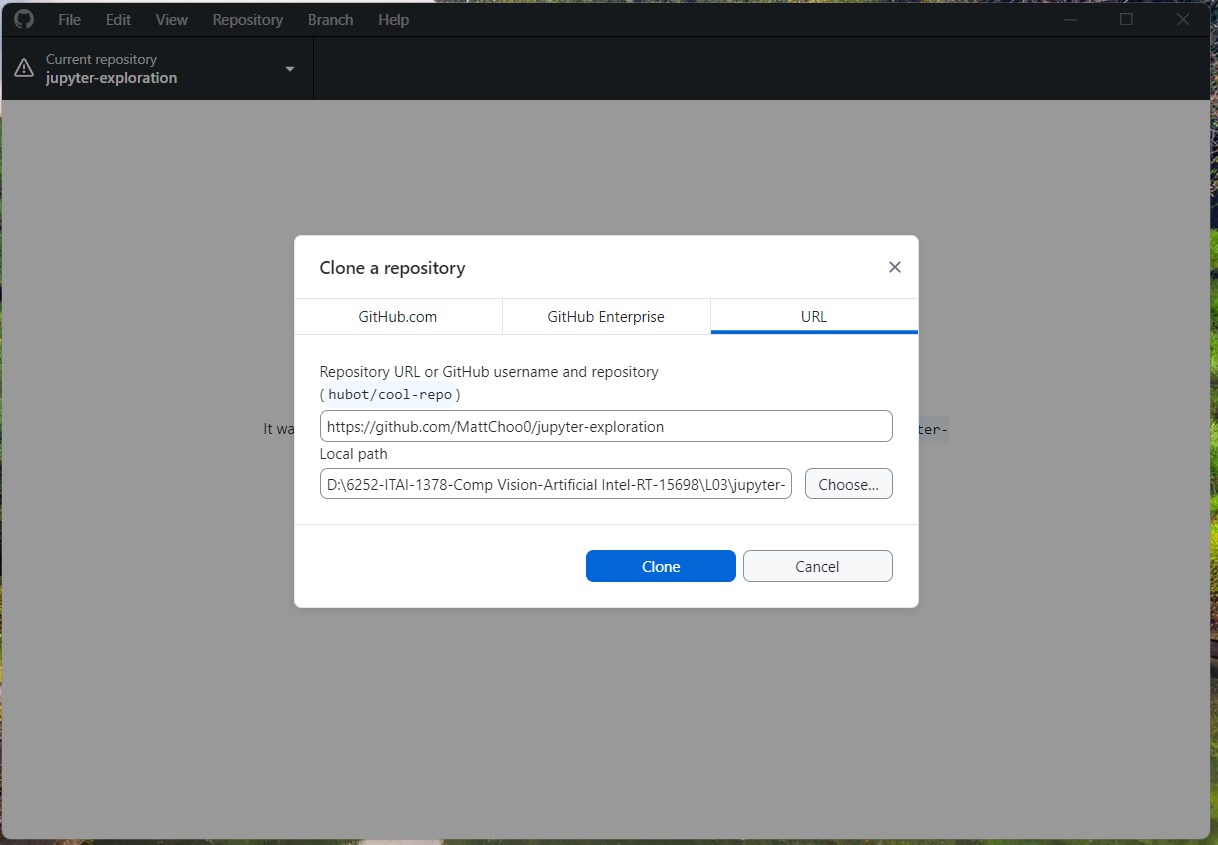 File Edit View Repository Branch Help
Current repository
jupyter-exploration
Clone a repository
GitHub.com GitHub Enterprise URL
Repository URL or GitHub username and repository
(hubot/cool-repo)
https://github.com/MattChoo0/jupyter-exploration
It wa ter-
Local path
D:\6252-ITAI-1378-Comp Vision-Artificial Intel-RT-15698\L03\jupyter- Choose...
Clone Cancel